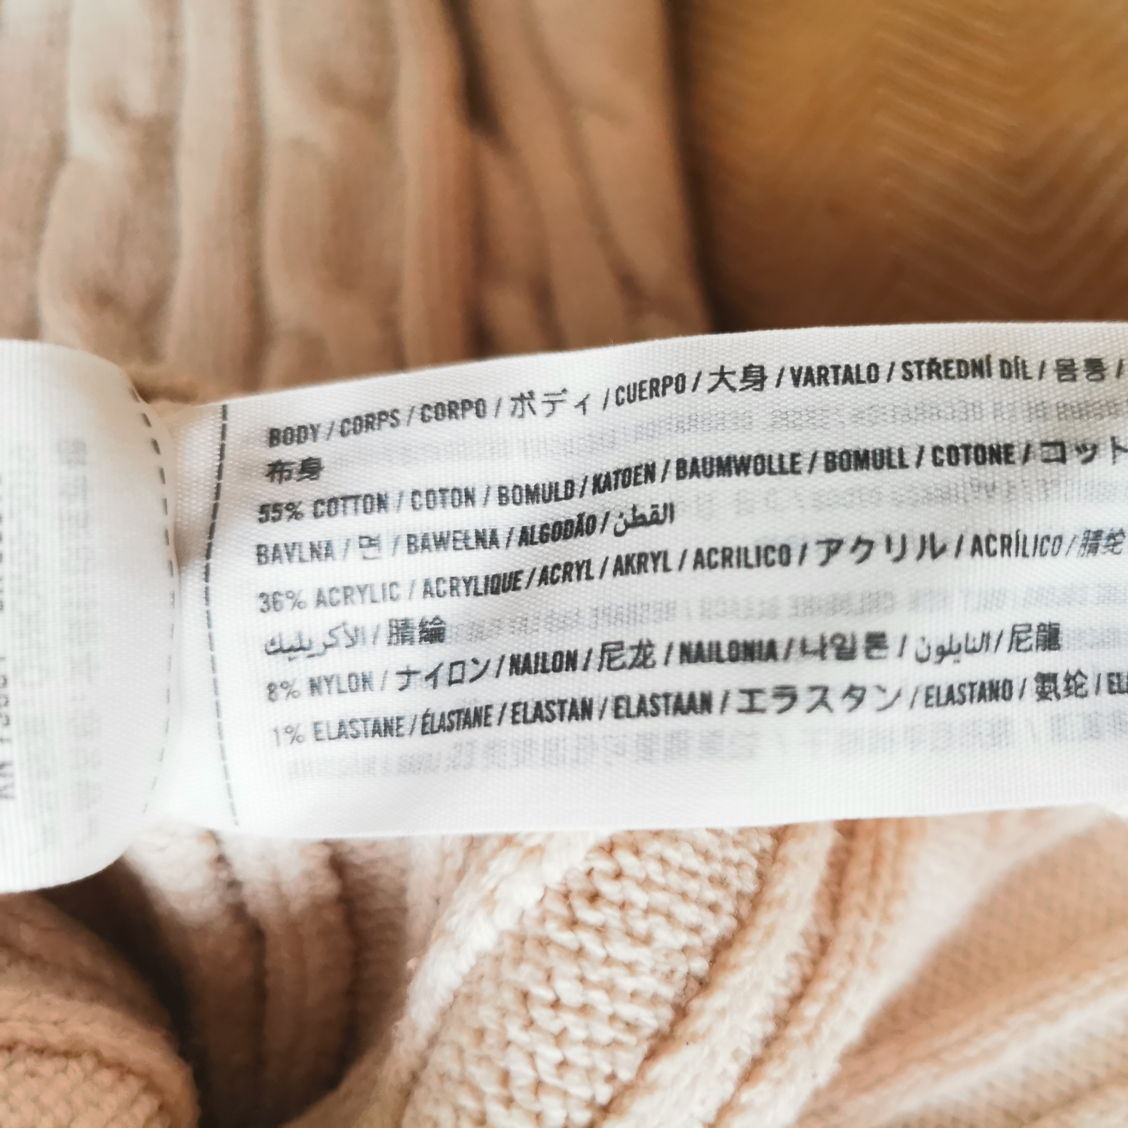 BODY / CORPS / CORPO / ボディ / CUERPO / 大身 / VARTALO / STŘEDNÍ DÍL / 몸통 /
布身
55% COTTON / COTON / BOMULD / KATOEN / BAUMWOLLE / BOMULL / COTONE / コット
BAVLNA / 면 / BAWEŁNA / ALGODÃO / القطن
36% ACRYLIC / ACRYLIQUE / ACRYL / AKRYL / ACRILICO / アクリル / ACRÍLICO / 腈纶
الأكريليك / 腈綸
8% NYLON / ナイロン / NAILON / 尼龙 / NAILONIA / 나일론 / النايلون / 尼龍
1% ELASTANE / ÉLASTANE / ELASTAN / ELASTAAN / エラスタン / ELASTANO / 氨纶 /